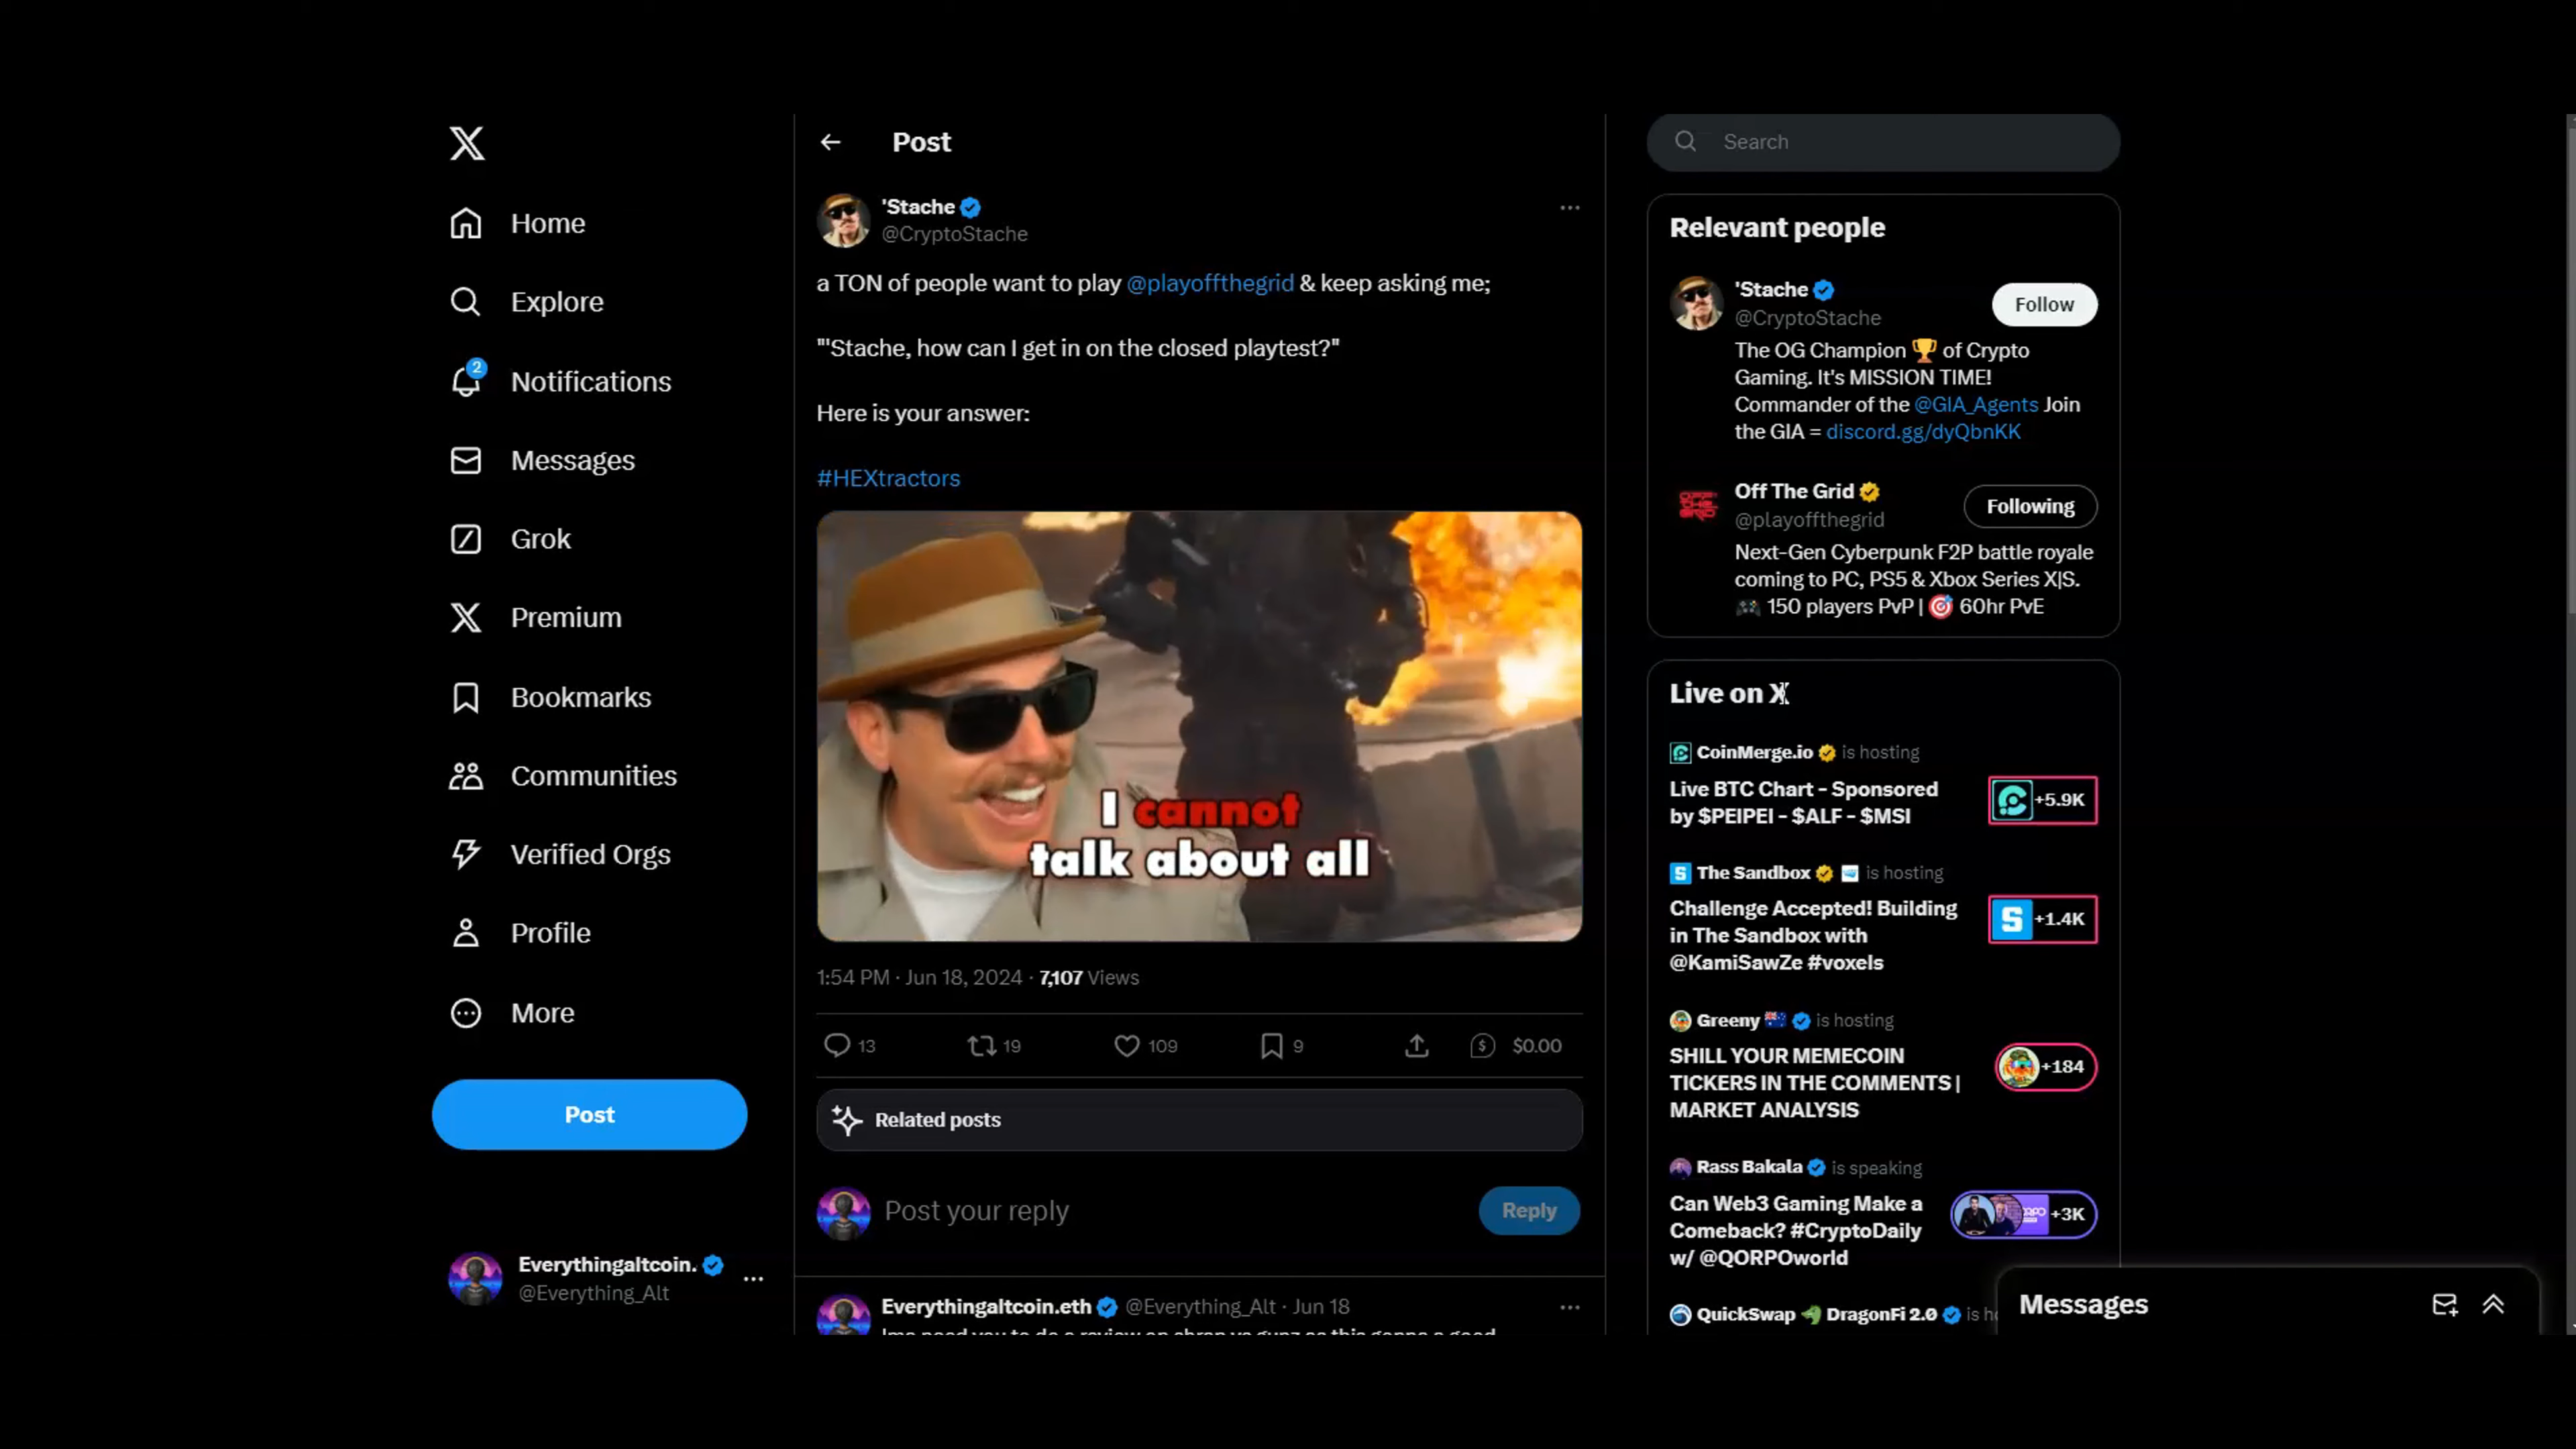 Home
Explore
2
Notifications
Messages
Grok
Premium
Bookmarks
Communities
Verified Orgs
Profile
More
Post
Everythingaltcoin.
@Everything_Alt
Post
'Stache
@CryptoStache
a TON of people want to play @playoffthegrid & keep asking me;
"'Stache, how can I get in on the closed playtest?"
Here is your answer:
#HEXtractors
I cannot
talk about all
1:54 PM · Jun 18, 2024 · 7,107 Views
13
19
109
9
$0.00
Related posts
Post your reply
Reply
Everythingaltcoin.eth @Everything_Alt · Jun 18
Search
Relevant people
'Stache
@CryptoStache
Follow
The OG Champion 🏆 of Crypto
Gaming. It's MISSION TIME!
Commander of the @GIA_Agents Join
the GIA = discord.gg/dyQbnKK
Off The Grid
@playoffthegrid
Following
Next-Gen Cyberpunk F2P battle royale
coming to PC, PS5 & Xbox Series X|S.
🎮 150 players PvP | 🎯 60hr PvE
Live on X
CoinMerge.io is hosting
Live BTC Chart - Sponsored
by $PEIPEI - $ALF - $MSI
+5.9K
The Sandbox is hosting
Challenge Accepted! Building
in The Sandbox with
@KamiSawZe #voxels
+1.4K
Greeny 🇦🇺 is hosting
SHILL YOUR MEMECOIN
TICKERS IN THE COMMENTS |
MARKET ANALYSIS
+184
Rass Bakala is speaking
Can Web3 Gaming Make a
Comeback? #CryptoDaily
w/ @QORPOworld
+3K
QuickSwap DragonFi 2.0 is
Messages